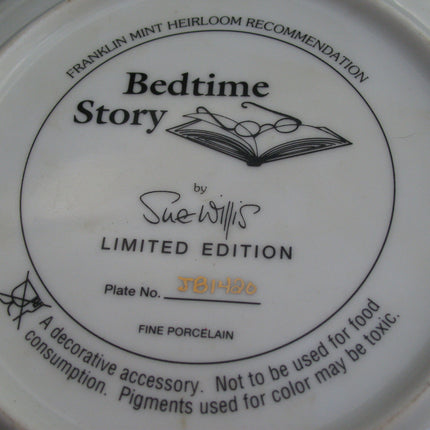 FRANKLIN MINT HEIRLOOM RECOMMENDATION
Bedtime
Story
by
Sue Willis
LIMITED EDITION
Plate No. JB1420
FINE PORCELAIN
A decorative accessory. Not to be used for food
consumption. Pigments used for color may be toxic.